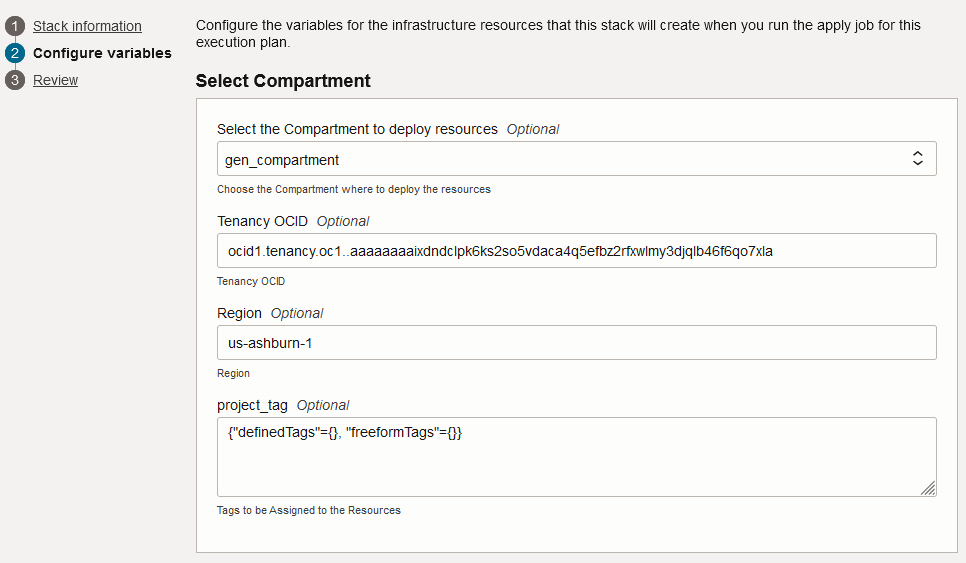 1 Stack information
2 Configure variables
3 Review
Configure the variables for the infrastructure resources that this stack will create when you run the apply job for this
execution plan.
Select Compartment
Select the Compartment to deploy resources Optional
gen_compartment
Choose the Compartment where to deploy the resources
Tenancy OCID Optional
ocid1.tenancy.oc1..aaaaaaaaixdndclpk6ks2so5vdaca4q5efbz2rfxwlmy3djqlb46f6qo7xla
Tenancy OCID
Region Optional
us-ashburn-1
Region
project_tag Optional
{"definedTags"={}, "freeformTags"={}}
Tags to be Assigned to the Resources